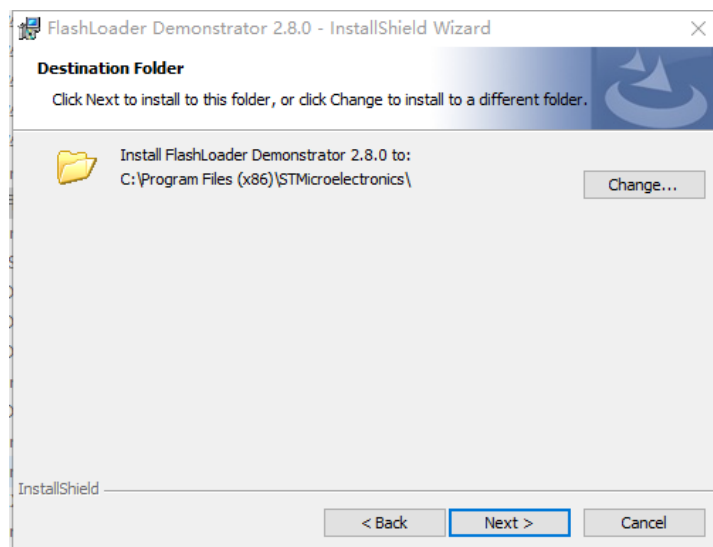 FlashLoader Demonstrator 2.8.0 - InstallShield Wizard
Destination Folder
Click Next to install to this folder, or click Change to install to a different folder.
Install FlashLoader Demonstrator 2.8.0 to:
C:\Program Files (x86)\STMicroelectronics\
Change...
InstallShield
< Back
Next >
Cancel